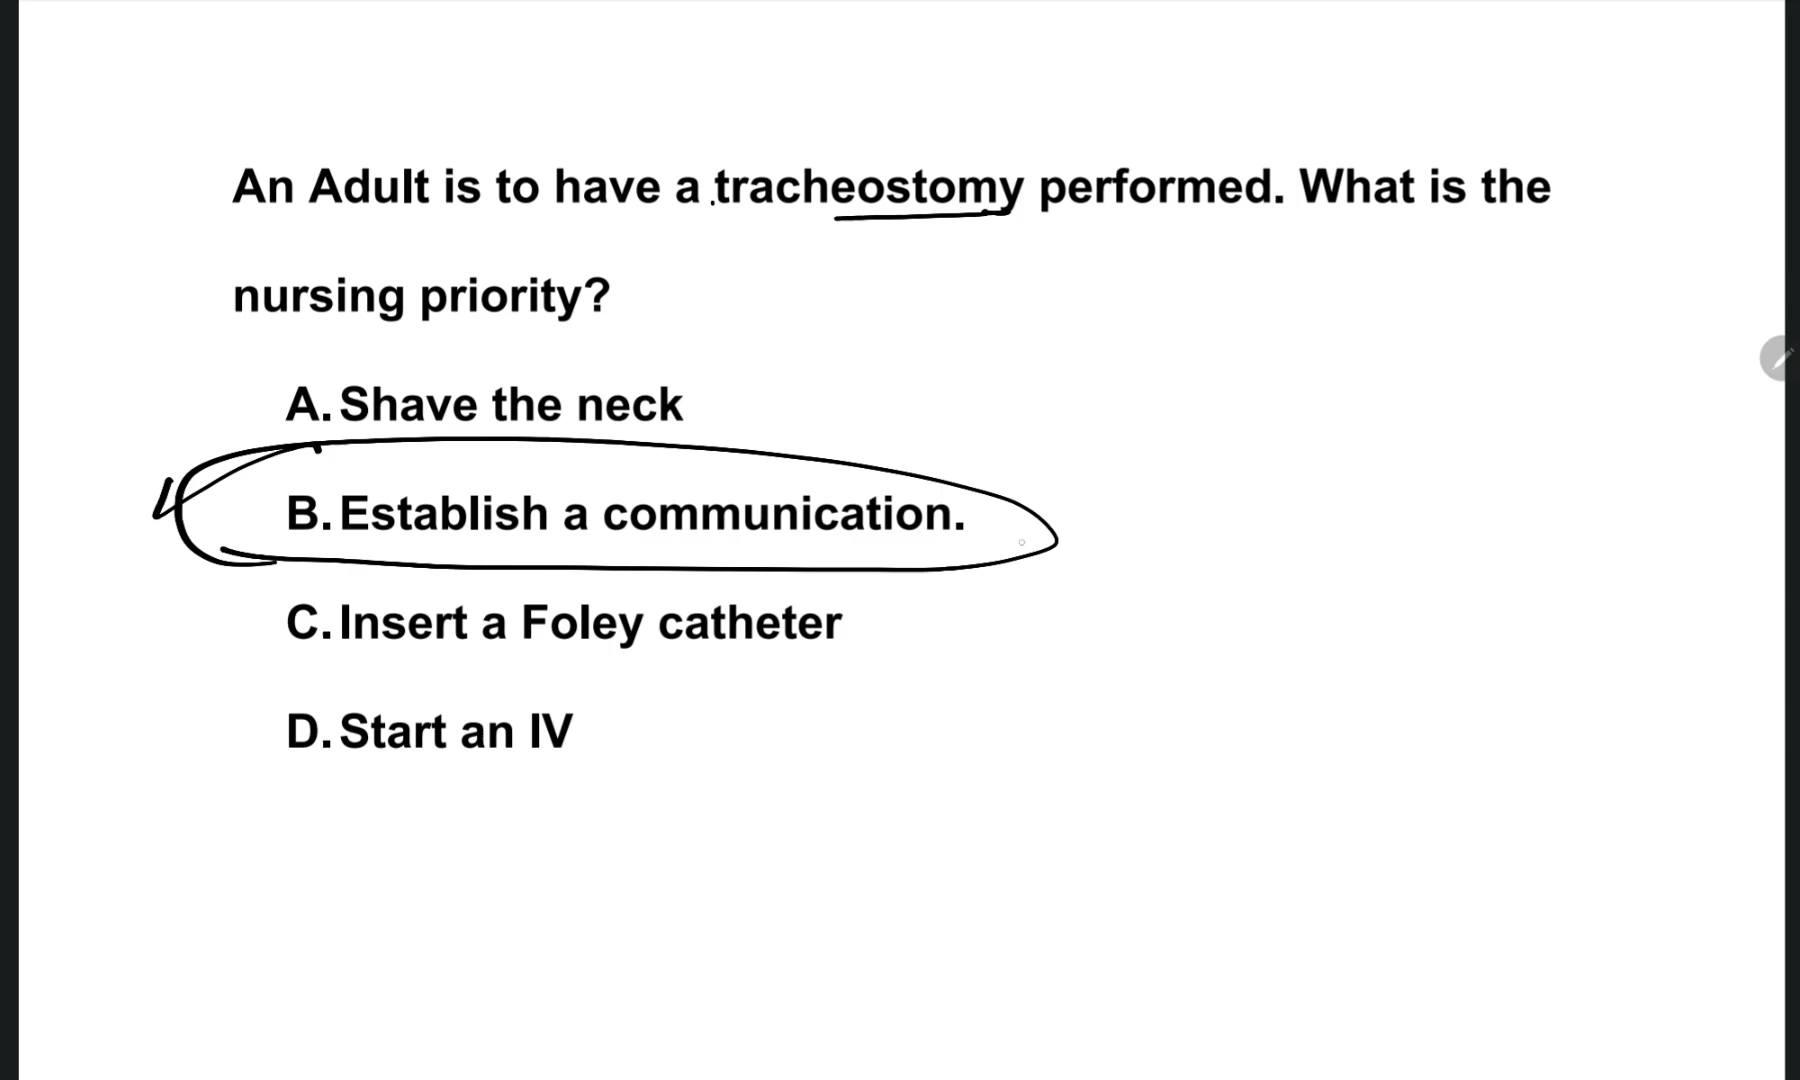 An Adult is to have a tracheostomy performed. What is the
nursing priority?
A. Shave the neck
B. Establish a communication.
C. Insert a Foley catheter
D. Start an IV